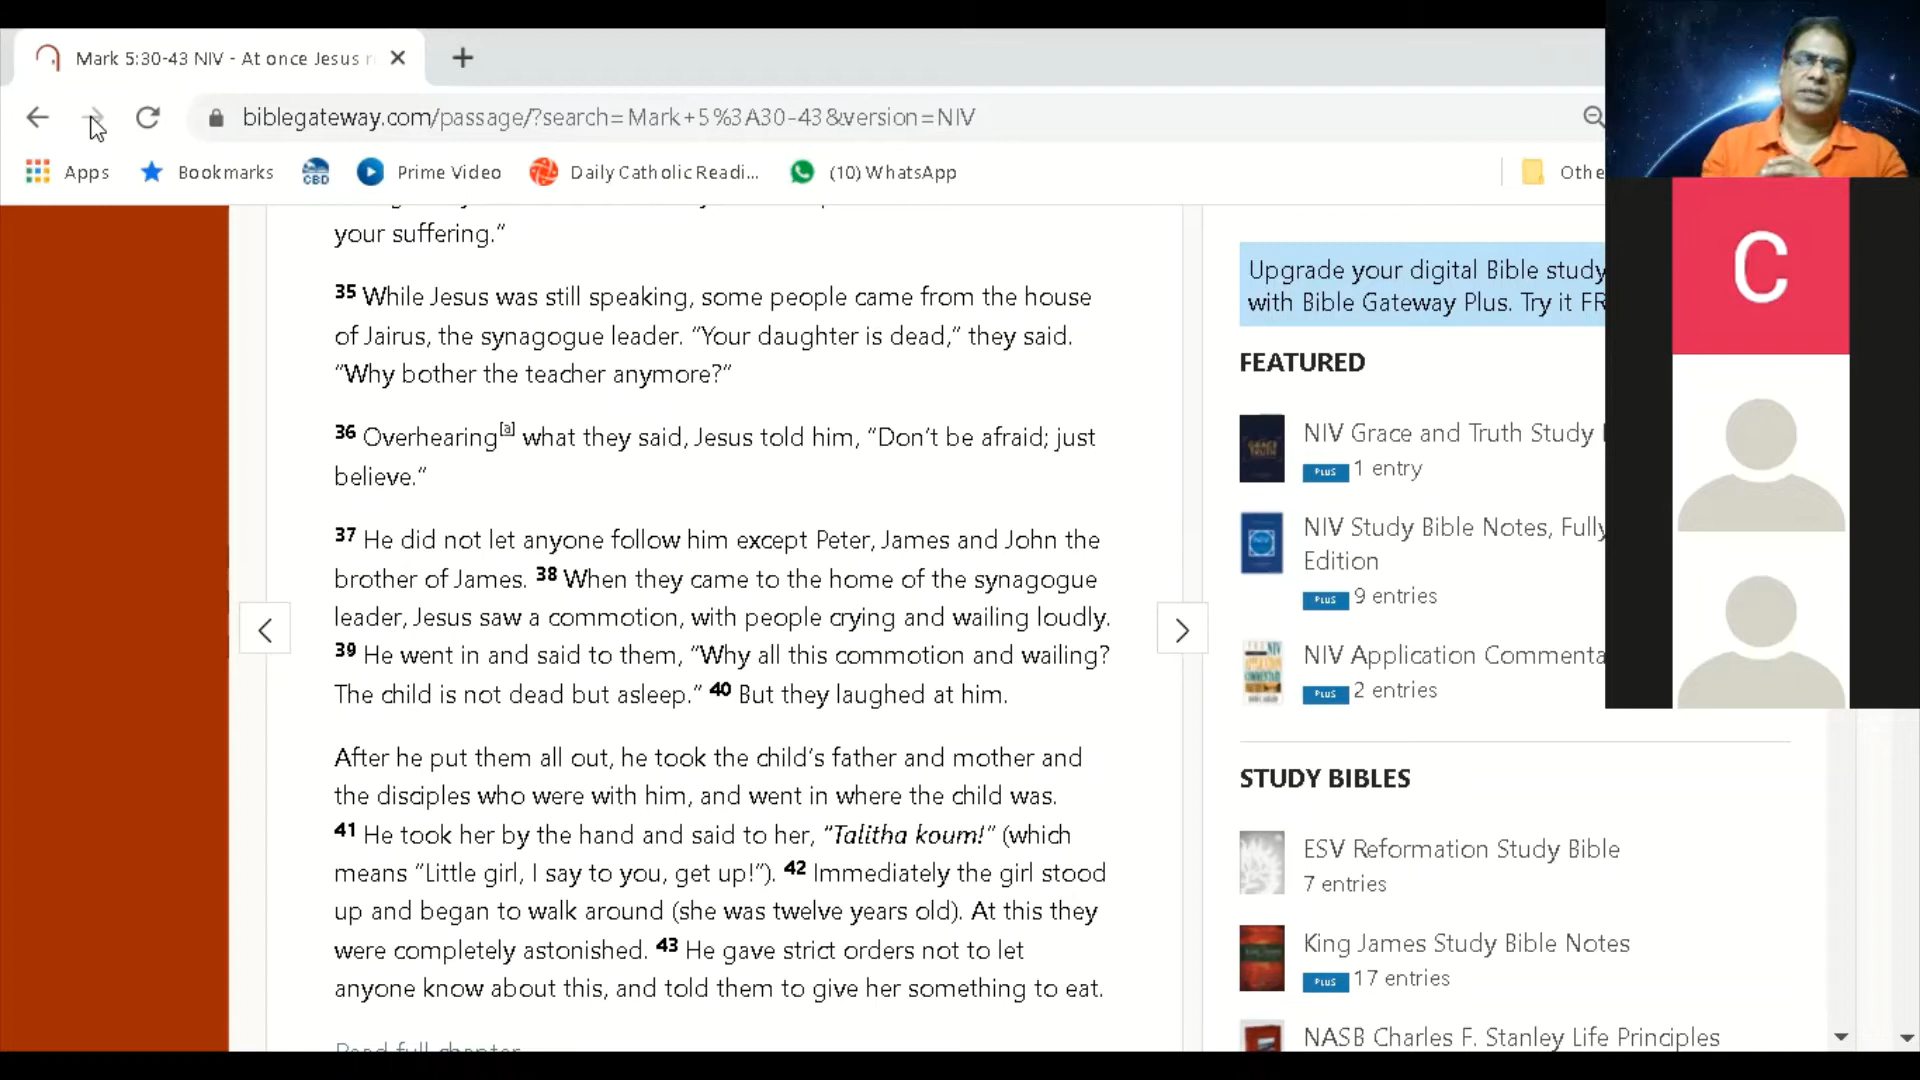 Mark 5:30-43 NIV - At once Jesus r
biblegateway.com/passage/?search=Mark+5%3A30-43&version=NIV
Apps
Bookmarks
CBD
Prime Video
Daily Catholic Readi...
(10) WhatsApp
Othe
your suffering.”
35 While Jesus was still speaking, some people came from the house
of Jairus, the synagogue leader. “Your daughter is dead,” they said.
“Why bother the teacher anymore?”
36 Overhearing[a] what they said, Jesus told him, “Don’t be afraid; just
believe.”
37 He did not let anyone follow him except Peter, James and John the
brother of James. 38 When they came to the home of the synagogue
leader, Jesus saw a commotion, with people crying and wailing loudly.
39 He went in and said to them, “Why all this commotion and wailing?
The child is not dead but asleep.” 40 But they laughed at him.
After he put them all out, he took the child’s father and mother and
the disciples who were with him, and went in where the child was.
41 He took her by the hand and said to her, “Talitha koum!” (which
means “Little girl, I say to you, get up!”). 42 Immediately the girl stood
up and began to walk around (she was twelve years old). At this they
were completely astonished. 43 He gave strict orders not to let
anyone know about this, and told them to give her something to eat.
Read full chapter
Upgrade your digital Bible study
with Bible Gateway Plus. Try it FR
FEATURED
NIV Grace and Truth Study
PLUS 1 entry
NIV Study Bible Notes, Fully
Edition
PLUS 9 entries
NIV Application Commenta
PLUS 2 entries
STUDY BIBLES
ESV Reformation Study Bible
7 entries
King James Study Bible Notes
PLUS 17 entries
NASB Charles F. Stanley Life Principles
C